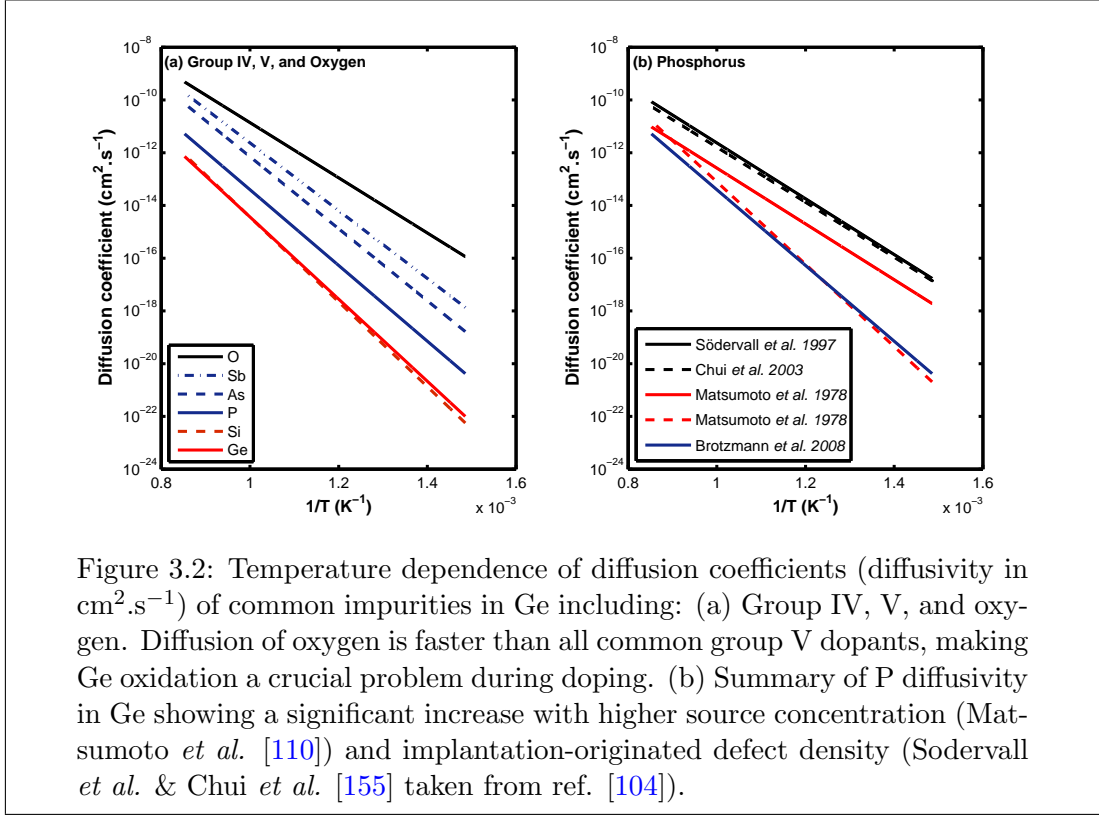 (a) Group IV, V, and Oxygen
Diffusion coefficient (cm².s⁻¹)
10⁻⁸
10⁻¹⁰
10⁻¹²
10⁻¹⁴
10⁻¹⁶
10⁻¹⁸
10⁻²⁰
10⁻²²
10⁻²⁴
O
Sb
As
P
Si
Ge
0.8 1 1.2 1.4 1.6
1/T (K⁻¹)
x 10⁻³
(b) Phosphorus
Diffusion coefficient (cm².s⁻¹)
10⁻⁸
10⁻¹⁰
10⁻¹²
10⁻¹⁴
10⁻¹⁶
10⁻¹⁸
10⁻²⁰
10⁻²²
10⁻²⁴
Södervall et al. 1997
Chui et al. 2003
Matsumoto et al. 1978
Matsumoto et al. 1978
Brotzmann et al. 2008
0.8 1 1.2 1.4 1.6
1/T (K⁻¹)
x 10⁻³
Figure 3.2: Temperature dependence of diffusion coefficients (diffusivity in
cm².s⁻¹) of common impurities in Ge including: (a) Group IV, V, and oxy-
gen. Diffusion of oxygen is faster than all common group V dopants, making
Ge oxidation a crucial problem during doping. (b) Summary of P diffusivity
in Ge showing a significant increase with higher source concentration (Mat-
sumoto et al. [110]) and implantation-originated defect density (Sodervall
et al. & Chui et al. [155] taken from ref. [104]).